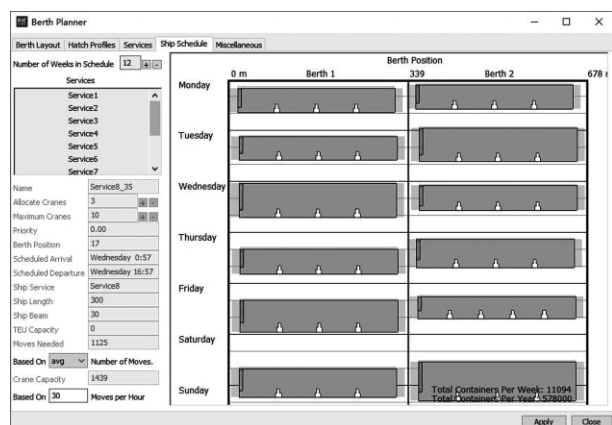 Berth Planner
Berth Layout Hatch Profiles Services Ship Schedule Miscellaneous
Number of Weeks in Schedule 12 + -
Services
Service1
Service2
Service3
Service4
Service5
Service6
Service7
Name Service8_35
Allocate Cranes 3 + -
Maximum Cranes 10 + -
Priority 0.00
Berth Position 17
Scheduled Arrival Wednesday 0:57
Scheduled Departure Wednesday 16:57
Ship Service Service8
Ship Length 300
Ship Beam 30
TEU Capacity 0
Moves Needed 1125
Based On avg Number of Moves.
Crane Capacity 1439
Based On 30 Moves per Hour
Berth Position
0 m Berth 1 339 Berth 2 678 m
Monday
Tuesday
Wednesday
Thursday
Friday
Saturday
Sunday
Total Containers Per Week: 11094
Total Containers Per Year: 578000
Apply Close